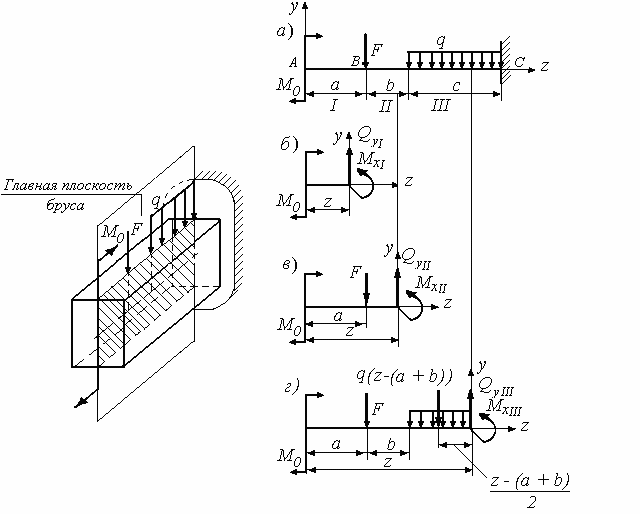 Главная плоскость
бруса
M₀
F
q
а)
y
A
B
F
q
C
z
M₀
a
b
c
I
II
III
б)
y
Q_yI
M_xI
z
M₀
z
в)
y
F
Q_yII
M_xII
z
M₀
a
z
г)
q(z-(a + b))
y
F
Q_yIII
M_xIII
z
M₀
a
b
z
z - (a + b)
2